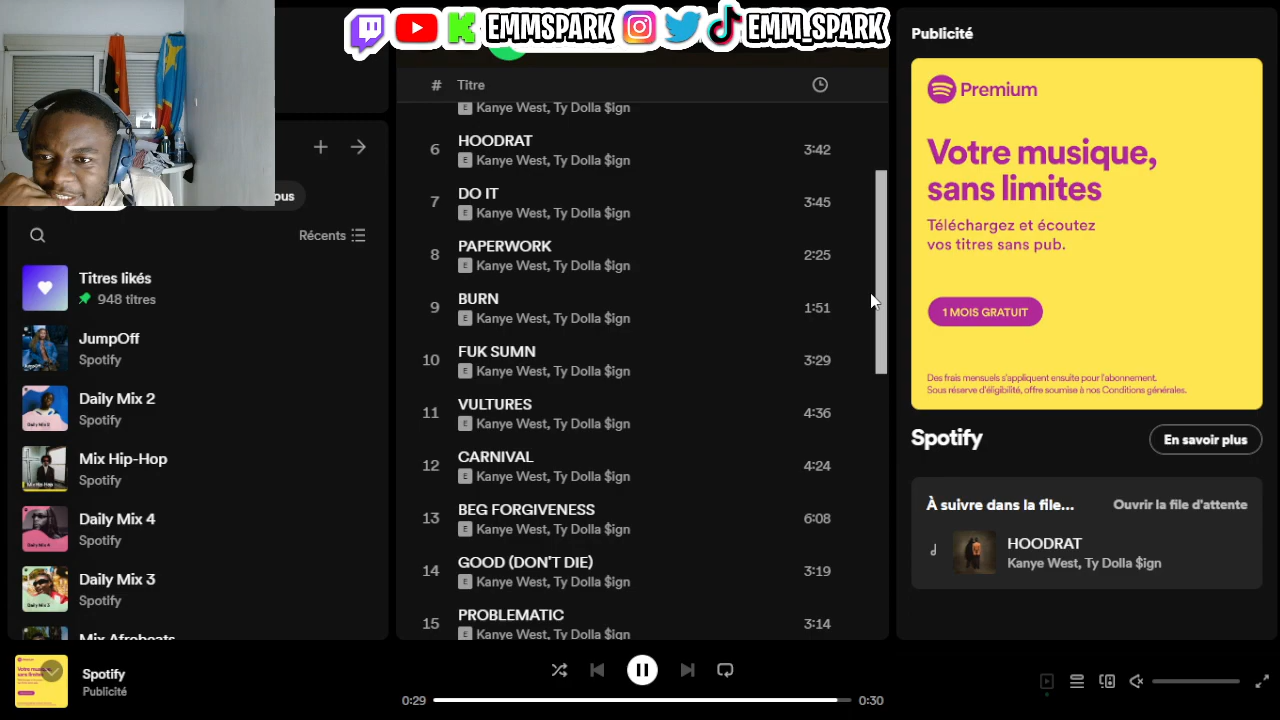 EMMSPARK
EMM_SPARK
ous
Récents
Titres likés
948 titres
JumpOff
Spotify
Daily Mix 2
Spotify
Mix Hip-Hop
Spotify
Daily Mix 4
Spotify
Daily Mix 3
Spotify
Mix Afrobeats
# Titre
E Kanye West, Ty Dolla $ign
6 HOODRAT 3:42
E Kanye West, Ty Dolla $ign
7 DO IT 3:45
E Kanye West, Ty Dolla $ign
8 PAPERWORK 2:25
E Kanye West, Ty Dolla $ign
9 BURN 1:51
E Kanye West, Ty Dolla $ign
10 FUK SUMN 3:29
E Kanye West, Ty Dolla $ign
11 VULTURES 4:36
E Kanye West, Ty Dolla $ign
12 CARNIVAL 4:24
E Kanye West, Ty Dolla $ign
13 BEG FORGIVENESS 6:08
E Kanye West, Ty Dolla $ign
14 GOOD (DON'T DIE) 3:19
E Kanye West, Ty Dolla $ign
15 PROBLEMATIC 3:14
E Kanye West, Ty Dolla $ign
Publicité
Premium
Votre musique,
sans limites
Téléchargez et écoutez
vos titres sans pub.
1 MOIS GRATUIT
Des frais mensuels s'appliquent ensuite pour l'abonnement.
Sous réserve d'éligibilité, offre soumise à nos Conditions générales.
Spotify
En savoir plus
À suivre dans la file...
Ouvrir la file d'attente
HOODRAT
Kanye West, Ty Dolla $ign
Spotify
Publicité
0:29
0:30